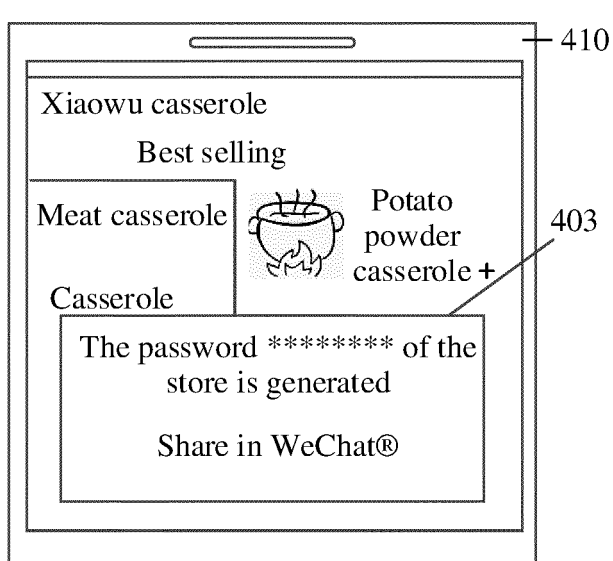 410
Xiaowu casserole
Best selling
Meat casserole
Potato
powder
casserole +
403
Casserole
The password ******** of the
store is generated
Share in WeChat®